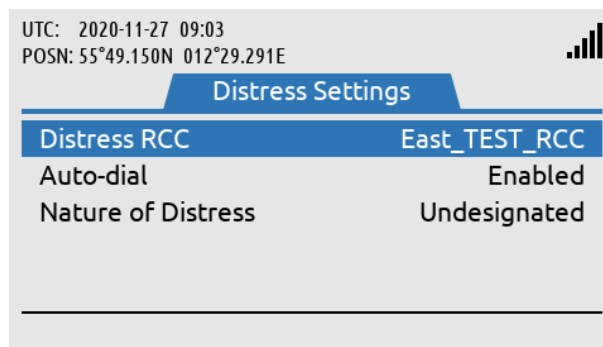 UTC: 2020-11-27 09:03
POSN: 55°49.150N 012°29.291E
Distress Settings
Distress RCC East_TEST_RCC
Auto-dial Enabled
Nature of Distress Undesignated